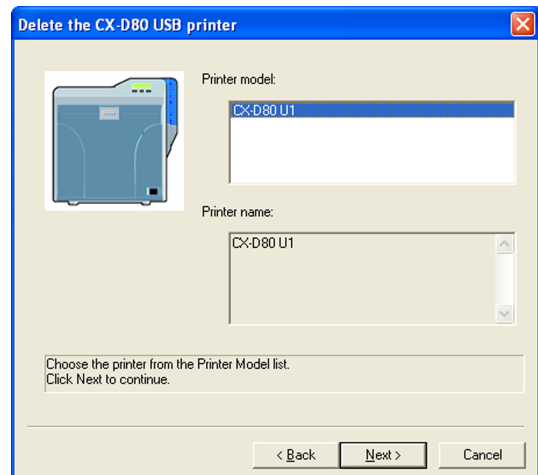 Delete the CX-D80 USB printer
Printer model:
CX-D80 U1
Printer name:
CX-D80 U1
Choose the printer from the Printer Model list.
Click Next to continue.
< Back
Next >
Cancel